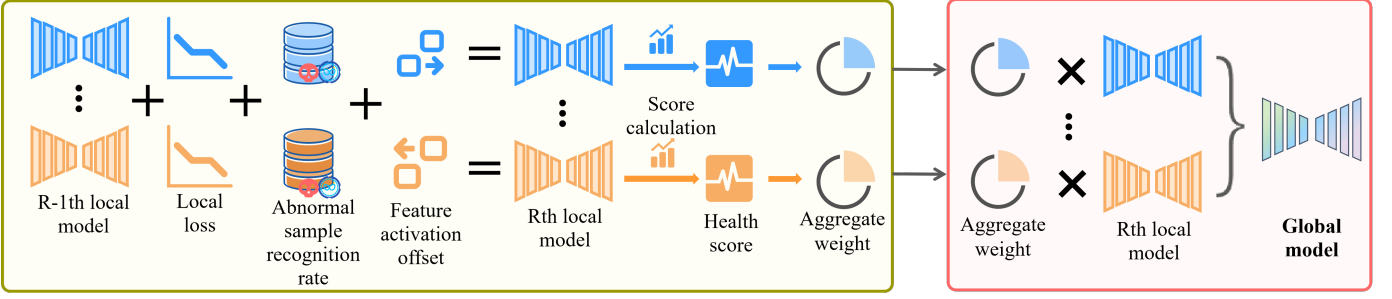 R-1th local
model
Local
loss
Abnormal
sample
recognition
rate
Feature
activation
offset
Rth local
model
Score
calculation
Health
score
Aggregate
weight
Aggregate
weight
Rth local
model
Global
model